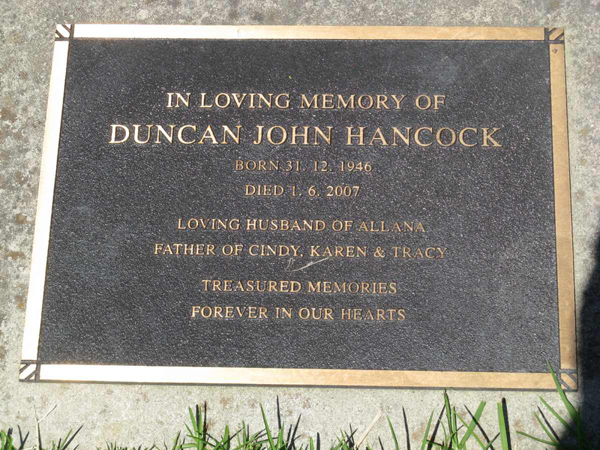 IN LOVING MEMORY OF
DUNCAN JOHN HANCOCK
BORN 31. 12. 1946
DIED 1. 6. 2007
LOVING HUSBAND OF ALLANA
FATHER OF CINDY, KAREN & TRACY
TREASURED MEMORIES
FOREVER IN OUR HEARTS